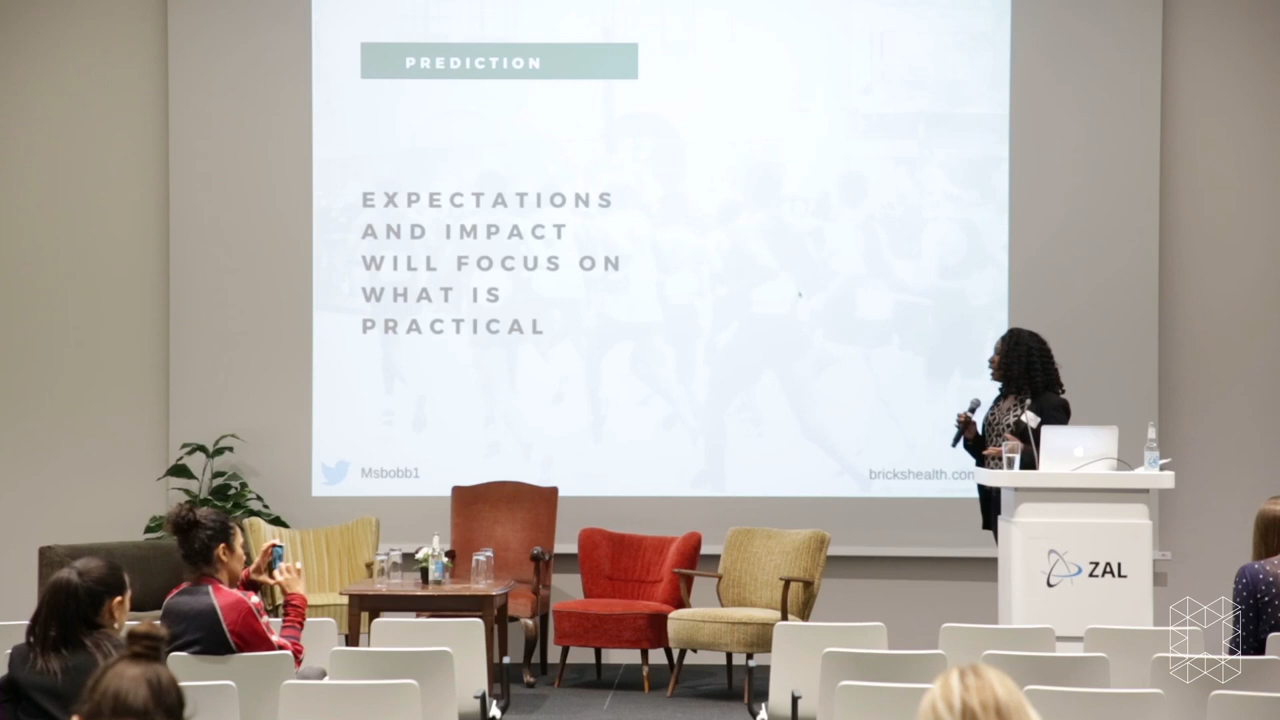 PREDICTION
EXPECTATIONS
AND IMPACT
WILL FOCUS ON
WHAT IS
PRACTICAL
Msbobb1
brickshealth.com
ZAL